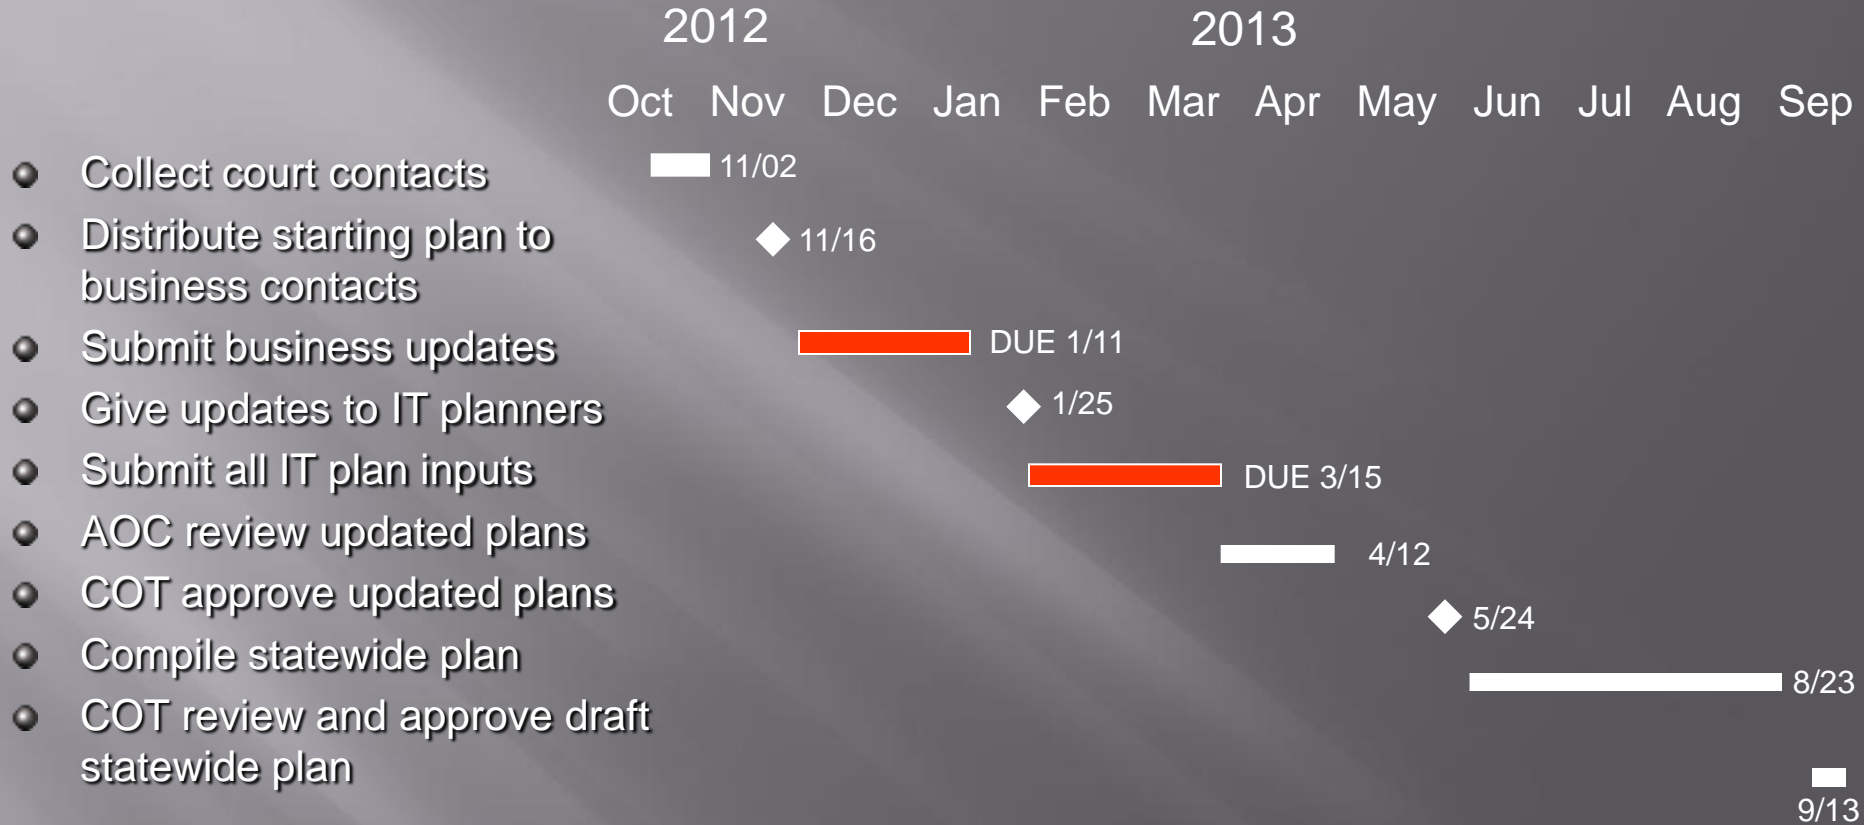 2012 2013
Oct Nov Dec Jan Feb Mar Apr May Jun Jul Aug Sep
Collect court contacts 11/02
Distribute starting plan to 11/16
business contacts
Submit business updates DUE 1/11
Give updates to IT planners 1/25
Submit all IT plan inputs DUE 3/15
AOC review updated plans 4/12
COT approve updated plans 5/24
Compile statewide plan 8/23
COT review and approve draft
statewide plan
9/13